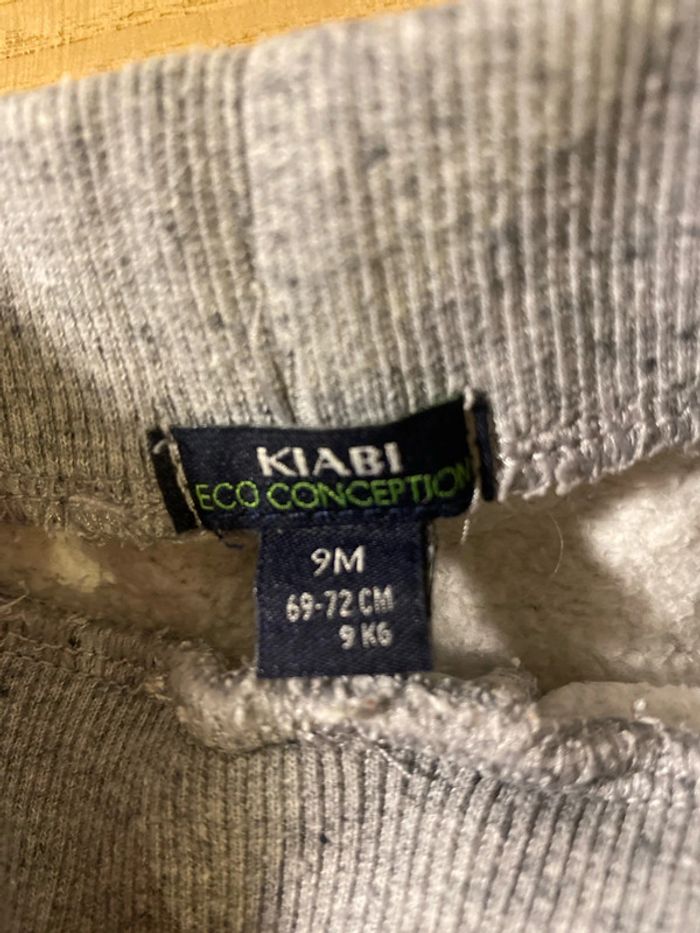 KIABI
ECO CONCEPTION
9M
69-72 CM
9 KG